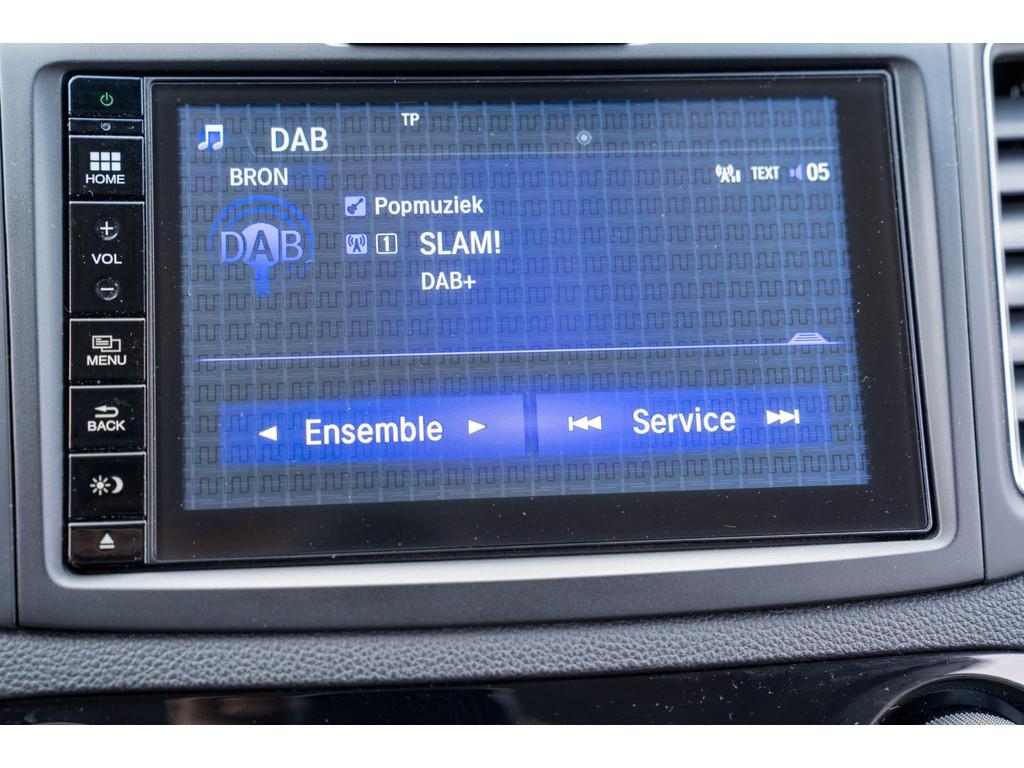 TP
DAB
BRON
TEXT 05
Popmuziek
DAB
1 SLAM!
DAB+
Ensemble
Service
HOME
+
VOL
−
MENU
BACK